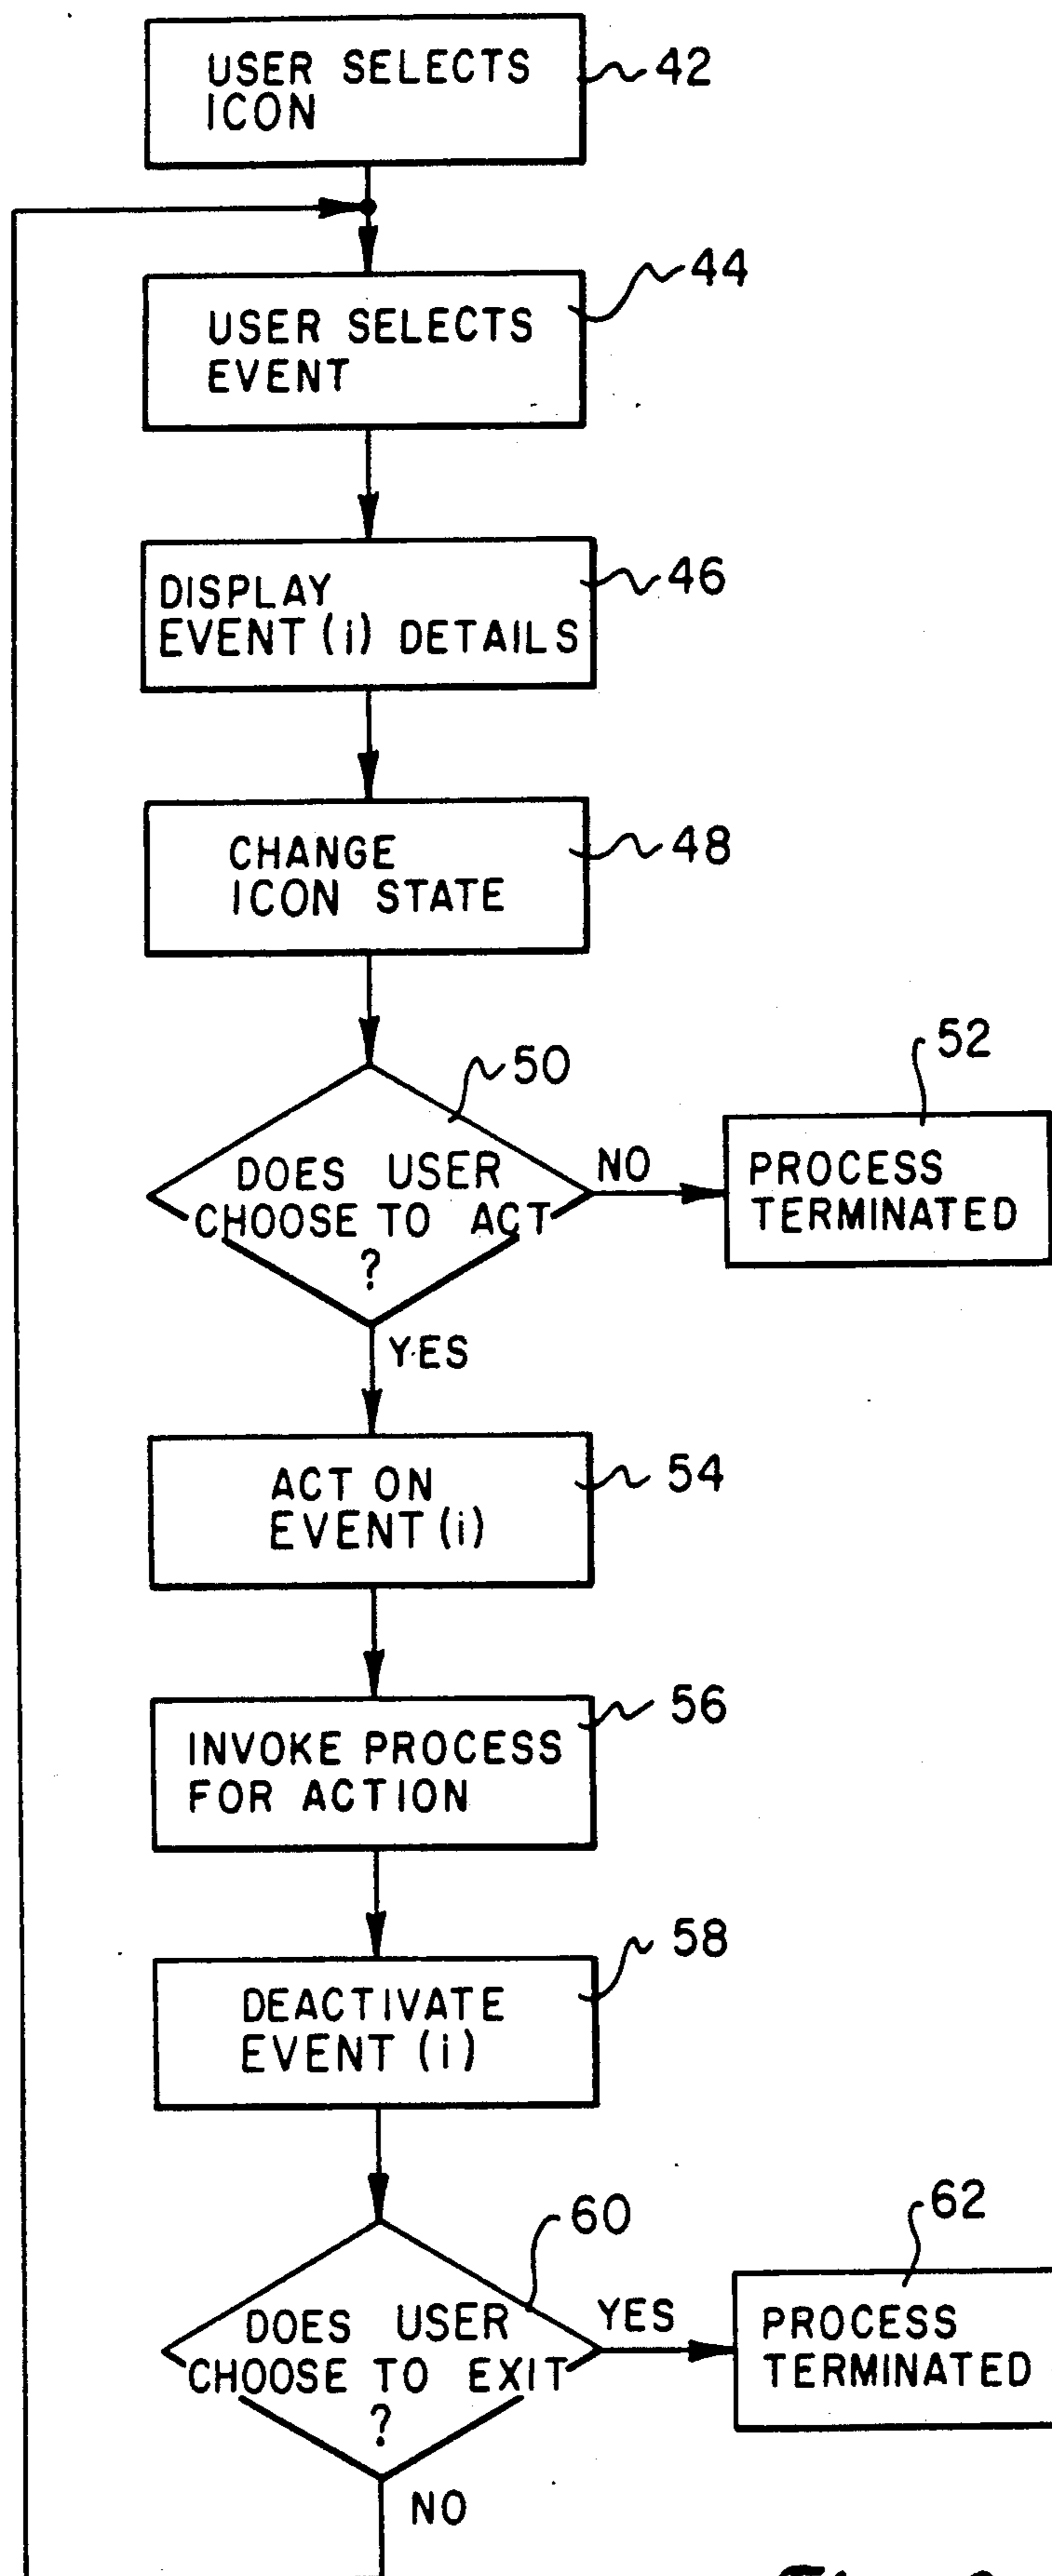 USER SELECTS
ICON
42
USER SELECTS
EVENT
44
DISPLAY
EVENT (i) DETAILS
46
CHANGE
ICON STATE
48
50
DOES USER
CHOOSE TO ACT
?
NO
52
PROCESS
TERMINATED
YES
ACT ON
EVENT (i)
54
INVOKE PROCESS
FOR ACTION
56
DEACTIVATE
EVENT (i)
58
60
DOES USER
CHOOSE TO EXIT
?
YES
62
PROCESS
TERMINATED
NO